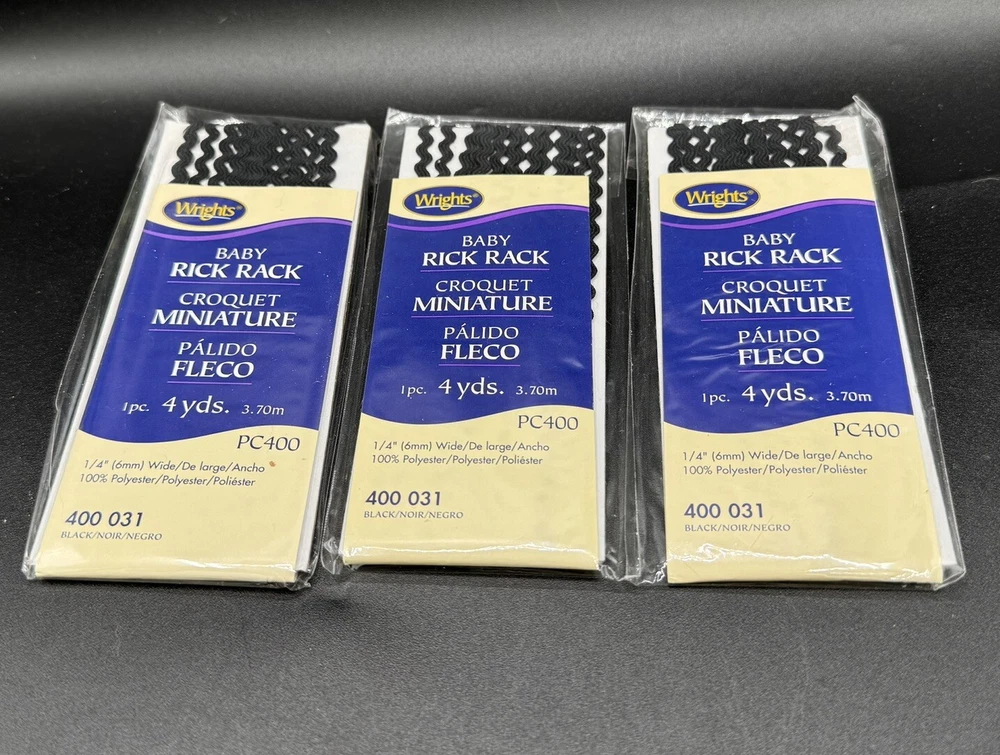 Wrights®
BABY
RICK RACK
CROQUET
MINIATURE
PÁLIDO
FLECO
1pc. 4 yds. 3.70m
PC400
1/4" (6mm) Wide/De large/Ancho
100% Polyester/Polyester/Poliéster
400 031
BLACK/NOIR/NEGRO
Wrights®
BABY
RICK RACK
CROQUET
MINIATURE
PÁLIDO
FLECO
1pc. 4 yds. 3.70m
PC400
1/4" (6mm) Wide/De large/Ancho
100% Polyester/Polyester/Poliéster
400 031
BLACK/NOIR/NEGRO
Wrights®
BABY
RICK RACK
CROQUET
MINIATURE
PÁLIDO
FLECO
1pc. 4 yds. 3.70m
PC400
1/4" (6mm) Wide/De large/Ancho
100% Polyester/Polyester/Poliéster
400 031
BLACK/NOIR/NEGRO